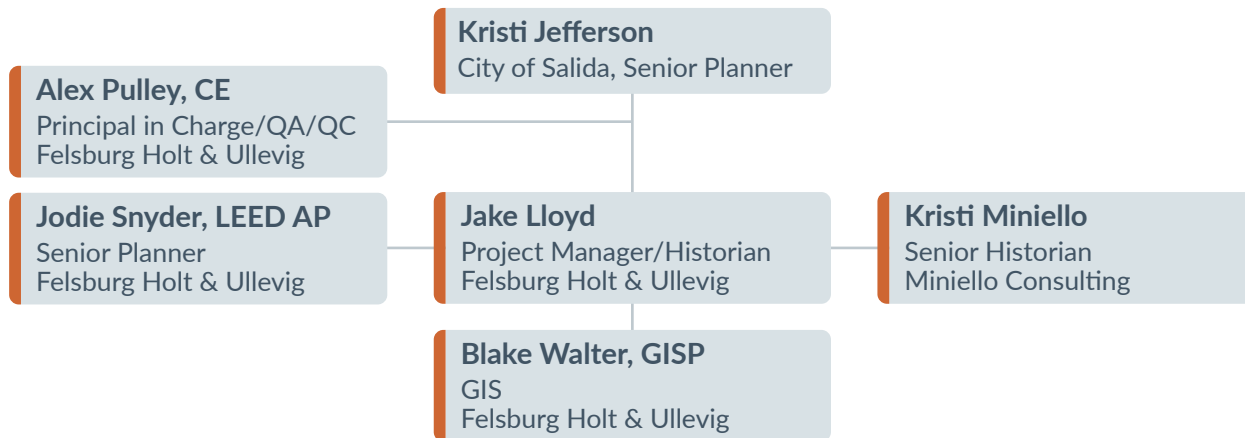 Kristi Jefferson
City of Salida, Senior Planner
Alex Pulley, CE
Principal in Charge/QA/QC
Felsburg Holt & Ullevig
Jodie Snyder, LEED AP
Senior Planner
Felsburg Holt & Ullevig
Jake Lloyd
Project Manager/Historian
Felsburg Holt & Ullevig
Kristi Miniello
Senior Historian
Miniello Consulting
Blake Walter, GISP
GIS
Felsburg Holt & Ullevig